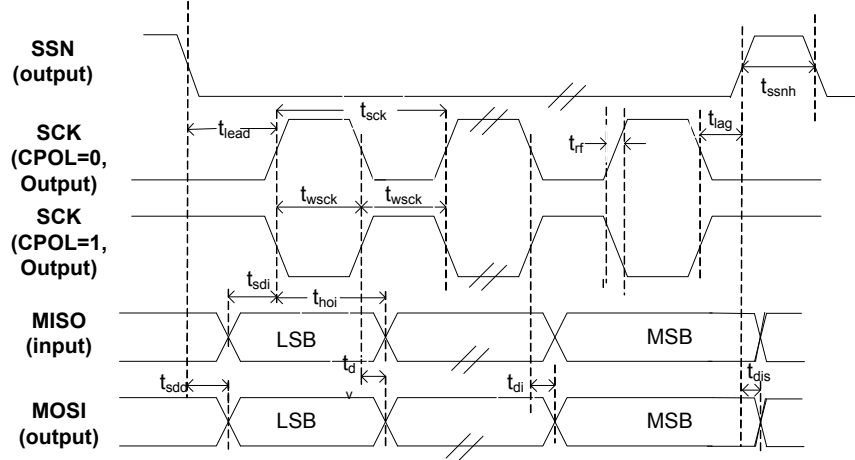 SSN
(output)
t_ssnh
t_sck
t_lead
t_lag
SCK
(CPOL=0,
Output)
t_rf
t_wsck
t_wsck
SCK
(CPOL=1,
Output)
t_sdi
t_hoi
MISO
(input)
LSB
MSB
t_sdd
t_d
v
t_di
t_dis
MOSI
(output)
LSB
MSB